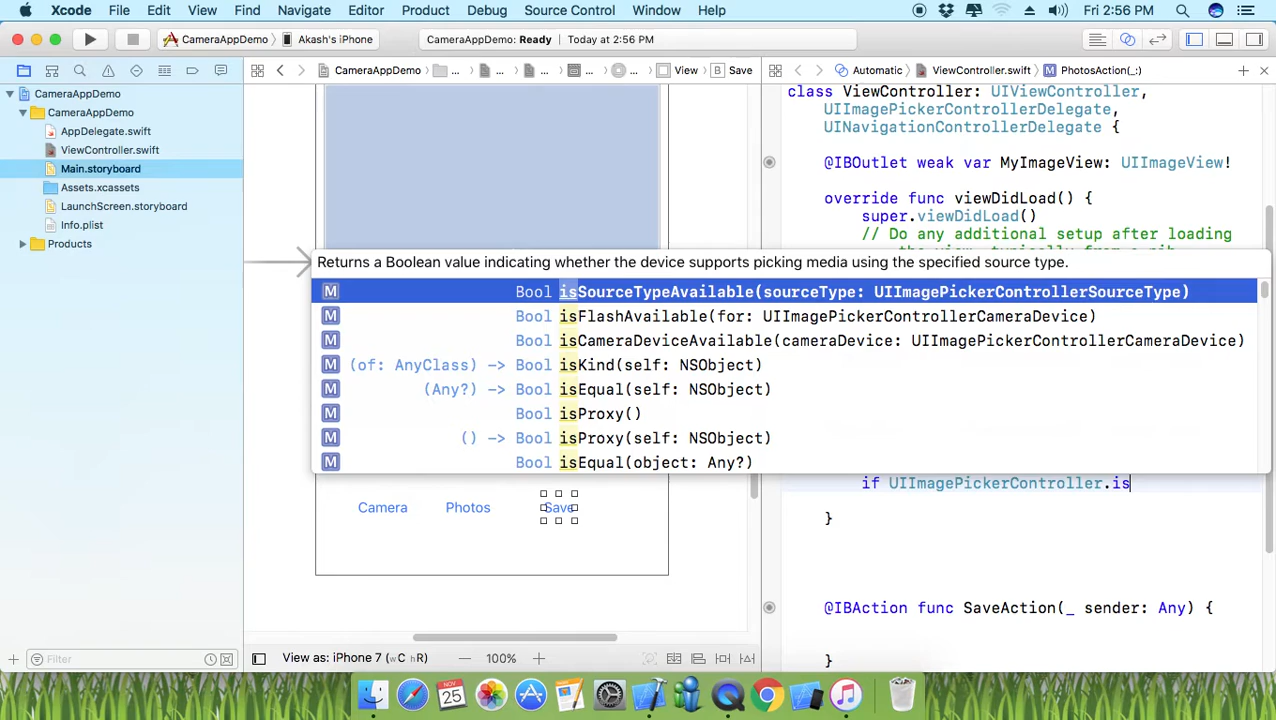 Xcode File Edit View Find Navigate Editor Product Debug Source Control Window Help Fri 2:56 PM
CameraAppDemo Akash's iPhone CameraAppDemo: Ready Today at 2:56 PM
CameraAppDemo ... ... ... ... ... View B Save Automatic ViewController.swift M PhotosAction(_:)
CameraAppDemo
CameraAppDemo
AppDelegate.swift
ViewController.swift
Main.storyboard
Assets.xcassets
LaunchScreen.storyboard
Info.plist
Products
class ViewController: UIViewController,
UIImagePickerControllerDelegate,
UINavigationControllerDelegate {
@IBOutlet weak var MyImageView: UIImageView!
override func viewDidLoad() {
super.viewDidLoad()
// Do any additional setup after loading
Returns a Boolean value indicating whether the device supports picking media using the specified source type.
M Bool isSourceTypeAvailable(sourceType: UIImagePickerControllerSourceType)
M Bool isFlashAvailable(for: UIImagePickerControllerCameraDevice)
M Bool isCameraDeviceAvailable(cameraDevice: UIImagePickerControllerCameraDevice)
M (of: AnyClass) -> Bool isKind(self: NSObject)
M (Any?) -> Bool isEqual(self: NSObject)
M Bool isProxy()
M () -> Bool isProxy(self: NSObject)
M Bool isEqual(object: Any?)
if UIImagePickerController.is
}
Camera Photos Save
@IBAction func SaveAction(_ sender: Any) {
}
Filter View as: iPhone 7 (wC hR) 100%